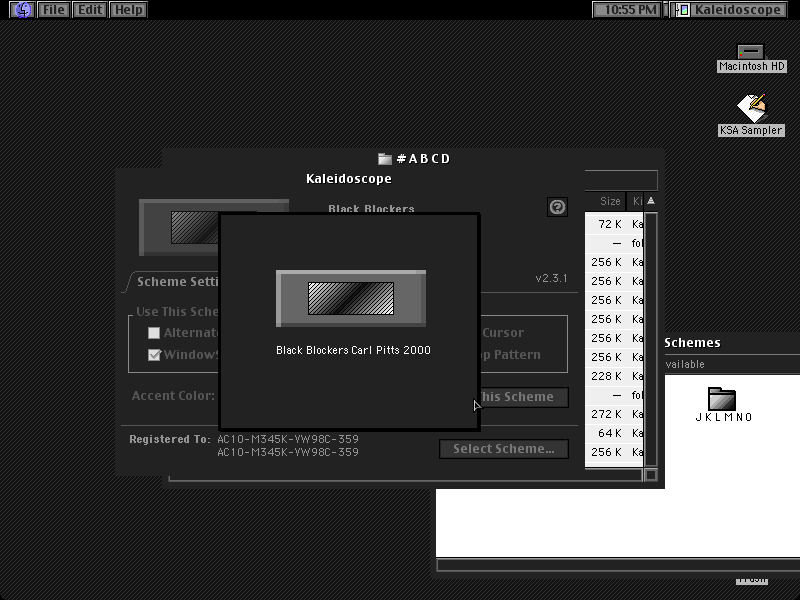 File Edit Help
10:55 PM Kaleidoscope
Macintosh HD
KSA Sampler
#ABCD
Kaleidoscope
Black Blockers
Size
72 K Ka
— fol
256 K Ka
256 K Ka
256 K Ka
256 K Ka
256 K Ka
256 K Ka
228 K Ka
— fol
272 K Ka
64 K Ka
256 K Ka
v2.3.1
Scheme Setti
Use This Sche
Alternat
Cursor
Window
Pattern
Accent Color:
This Scheme
Black Blockers Carl Pitts 2000
Registered To: AC10-M345K-YW98C-359
AC10-M345K-YW98C-359
Select Scheme...
Schemes
vailable
JKLMNO
Trash